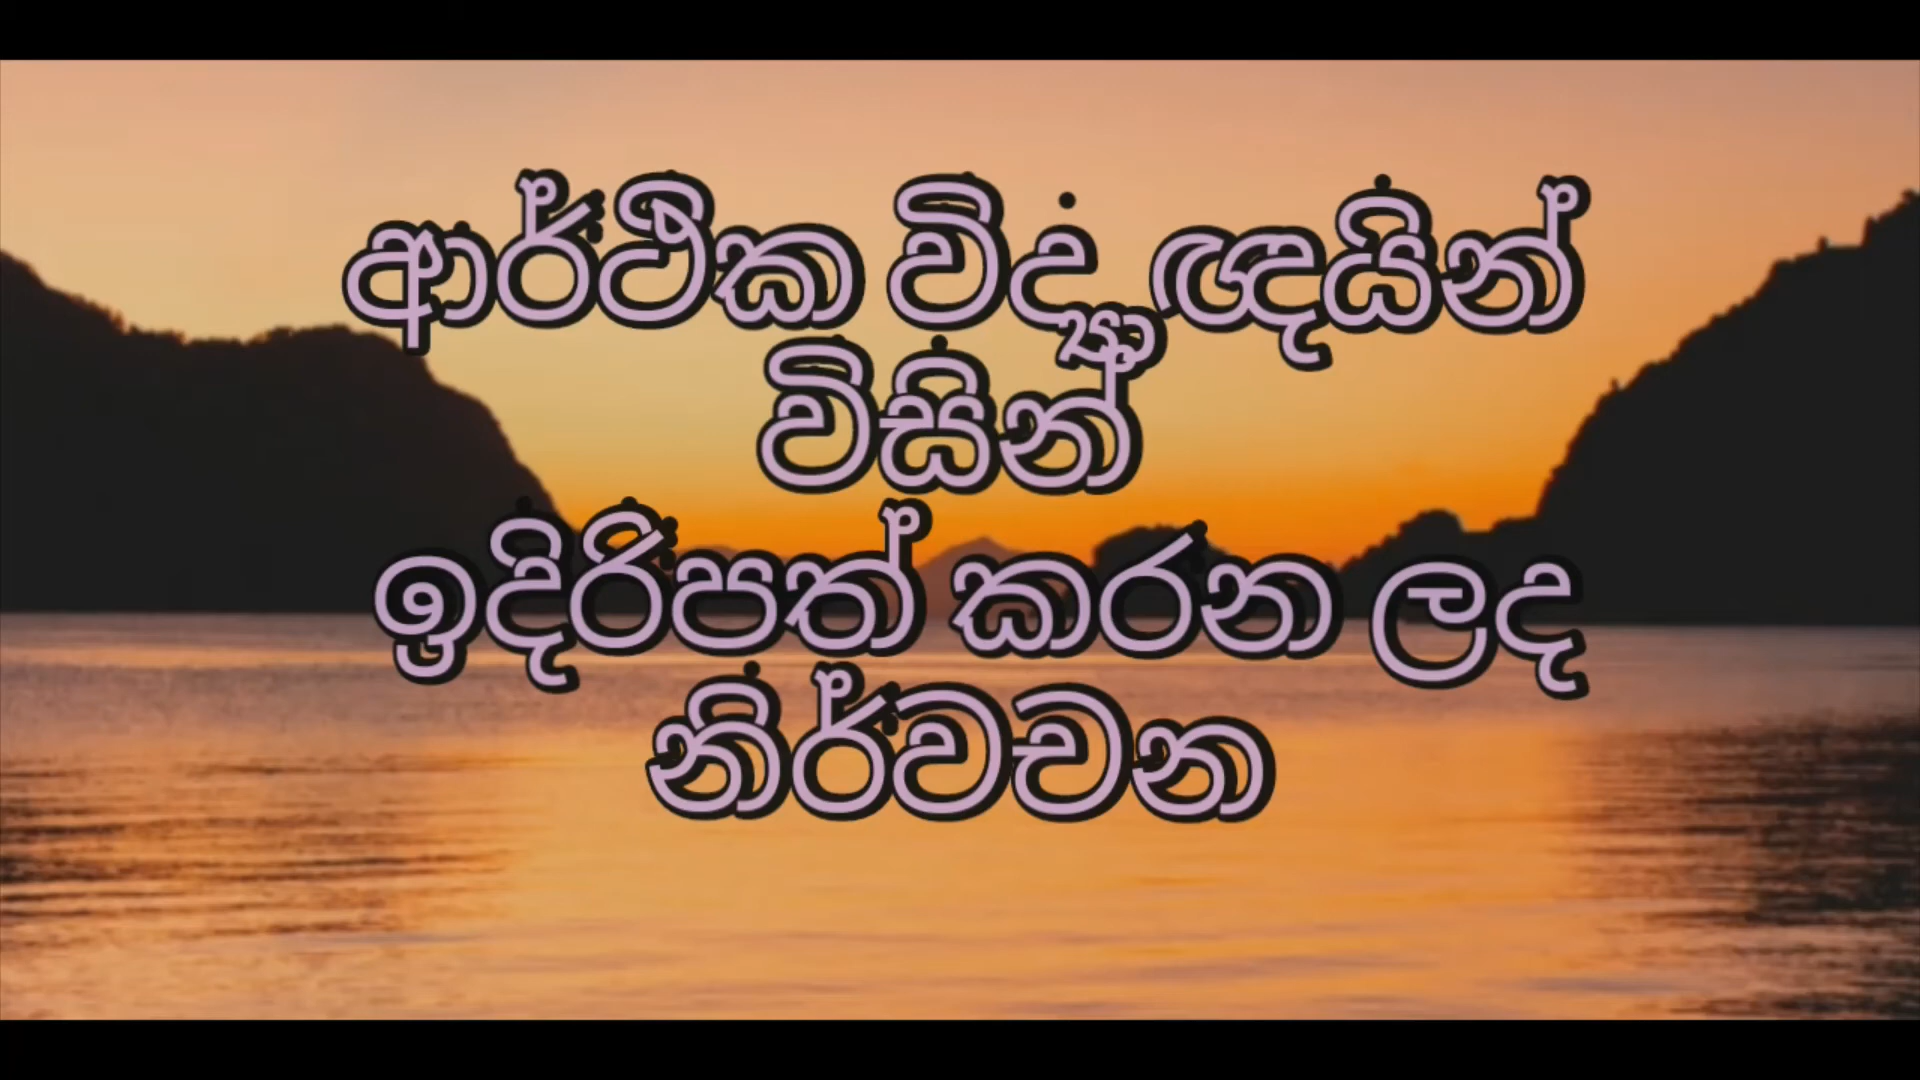 ආර්ථික විද්‍යාඥයින්
විසින්
ඉදිරිපත් කරන ලද
නිර්වචන